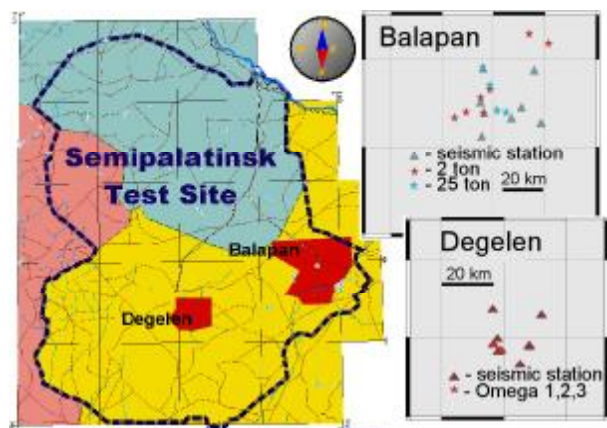 Semipalatinsk
Test Site
Balapan
Degelen
Balapan
- seismic station
- 2 ton
- 25 ton
20 km
Degelen
20 km
- seismic station
- Omega 1,2,3